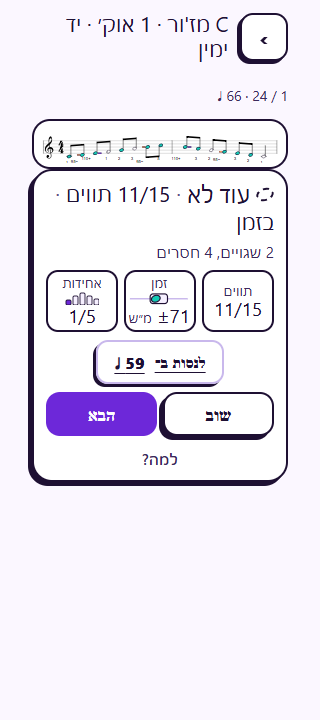 C מז'ור · 1 אוק׳ · יד
ימין
♩ 66 · 24 / 1
עוד לא · 11/15 תווים ·
בזמן
2 שגויים, 4 חסרים
תווים
11/15
זמן
±71 מ״ש
אחידות
1/5
לנסות ב־ 59 ♩
שוב
הבא
למה?